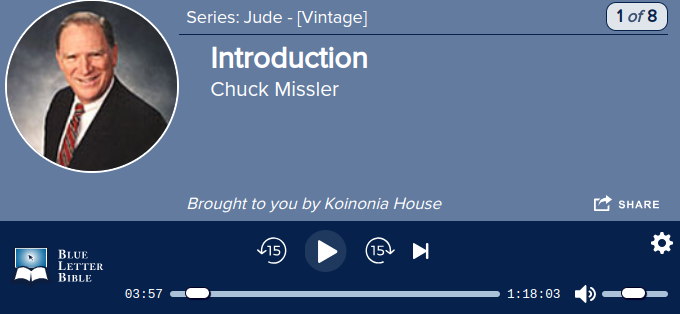 Series: Jude - [Vintage]
1 of 8
Introduction
Chuck Missler
Brought to you by Koinonia House
SHARE
15
15
BLUE
LETTER
BIBLE
03:57
1:18:03